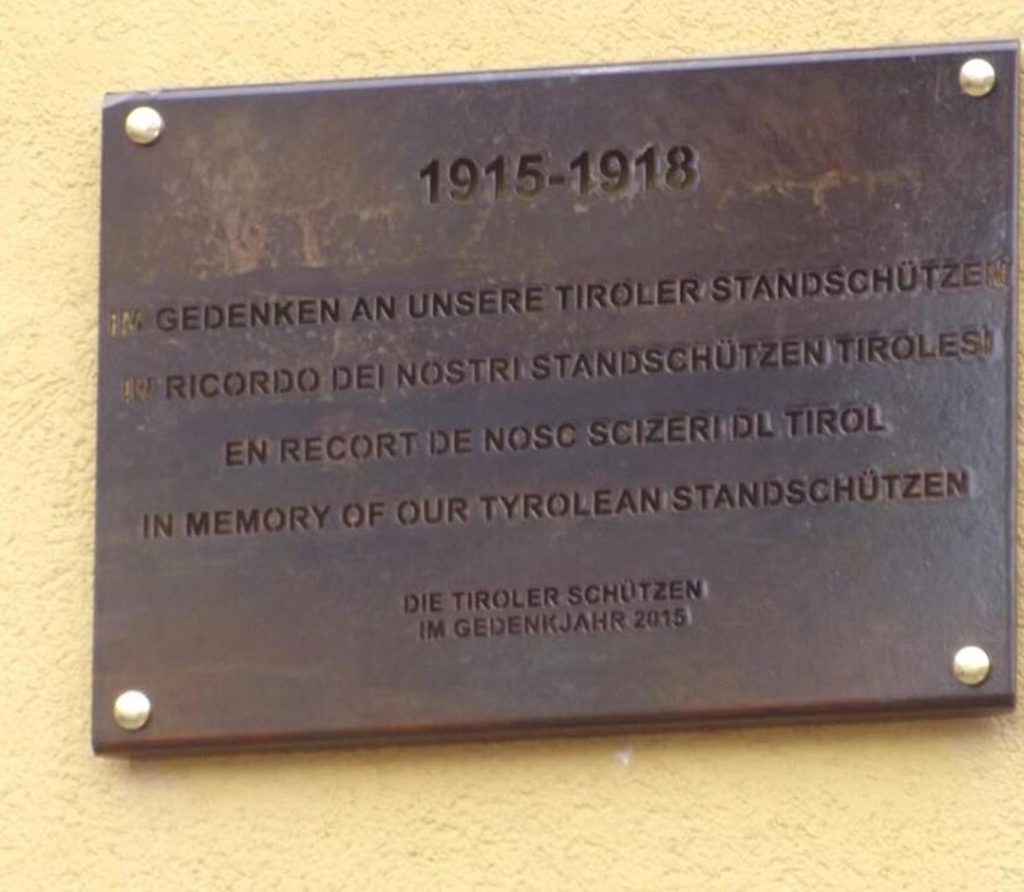 1915-1918
IM GEDENKEN AN UNSERE TIROLER STANDSCHÜTZEN
IN RICORDO DEI NOSTRI STANDSCHÜTZEN TIROLESI
EN RECORT DE NOSC SCIZERI DL TIROL
IN MEMORY OF OUR TYROLEAN STANDSCHÜTZEN
DIE TIROLER SCHÜTZEN
IM GEDENKJAHR 2015